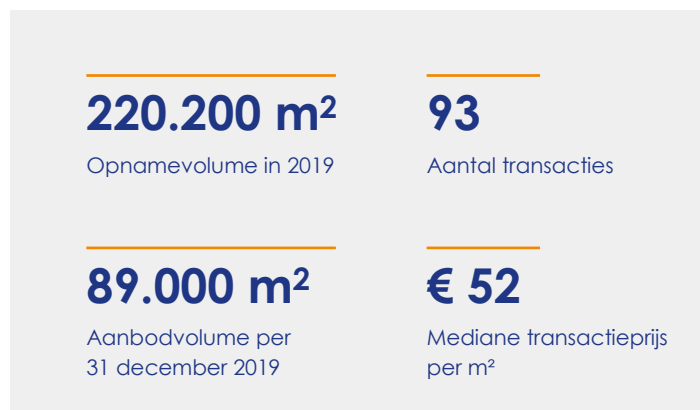 220.200 m²
Opnamevolume in 2019
93
Aantal transacties
89.000 m²
Aanbodvolume per
31 december 2019
€ 52
Mediane transactieprijs
per m²